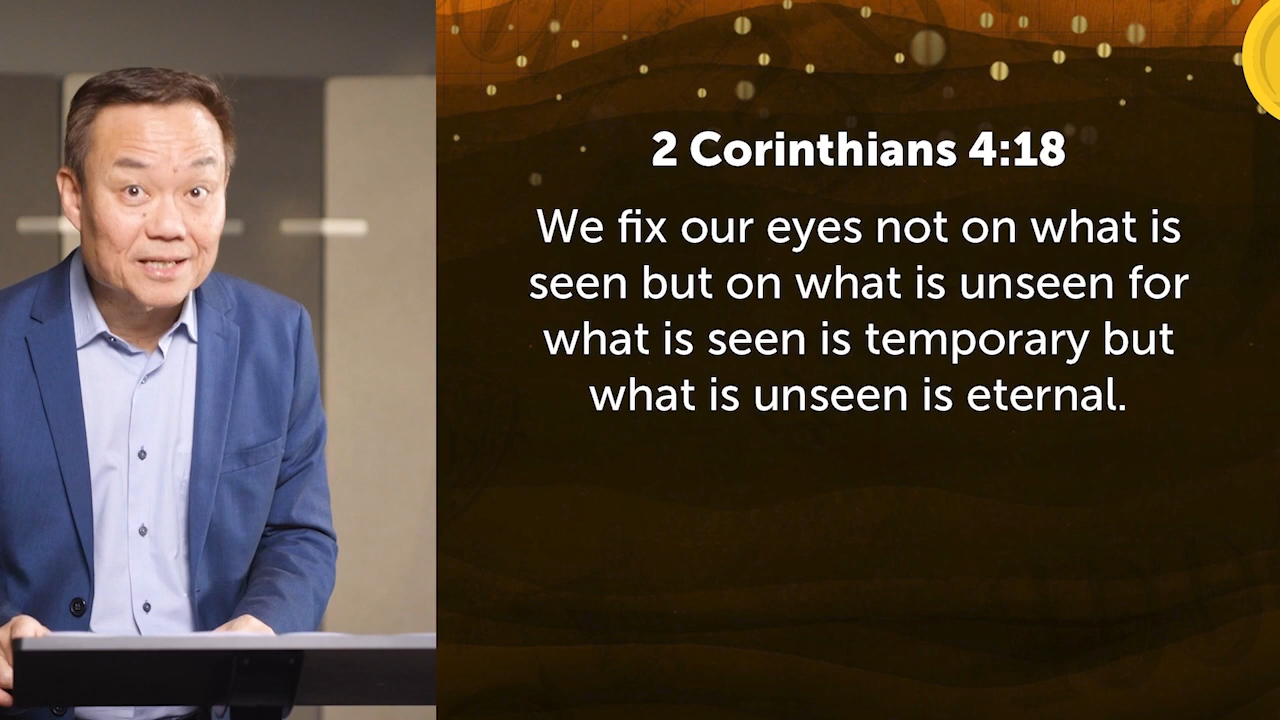 2 Corinthians 4:18
We fix our eyes not on what is
seen but on what is unseen for
what is seen is temporary but
what is unseen is eternal.